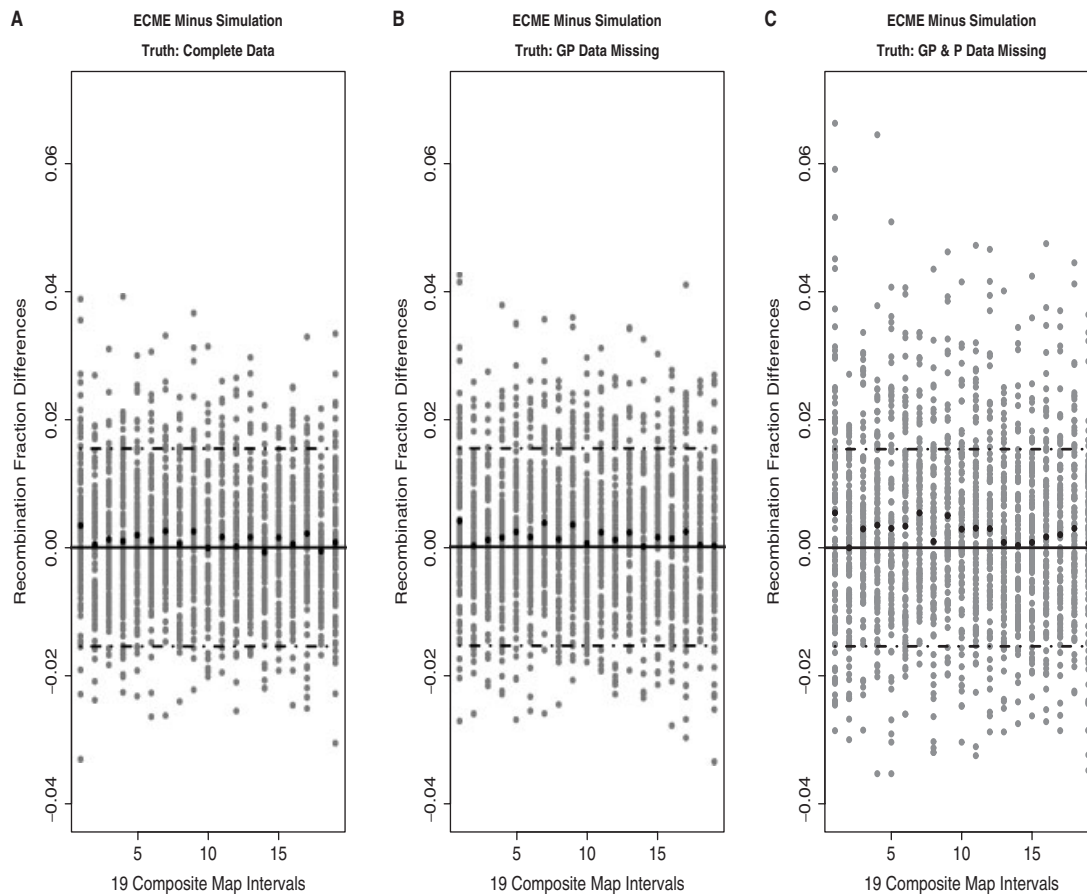 A
ECME Minus Simulation
Truth: Complete Data
Recombination Fraction Differences
0.06
0.04
0.02
0.00
−0.02
−0.04
5
10
15
19 Composite Map Intervals
B
ECME Minus Simulation
Truth: GP Data Missing
Recombination Fraction Differences
0.06
0.04
0.02
0.00
−0.02
−0.04
5
10
15
19 Composite Map Intervals
C
ECME Minus Simulation
Truth: GP & P Data Missing
Recombination Fraction Differences
0.06
0.04
0.02
0.00
−0.02
−0.04
5
10
15
19 Composite Map Intervals